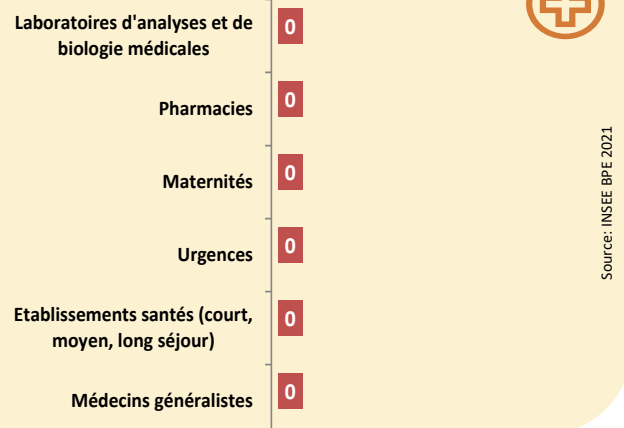 Laboratoires d'analyses et de
biologie médicales
0
Pharmacies
0
Maternités
0
Urgences
0
Etablissements santés (court,
moyen, long séjour)
0
Médecins généralistes
0
Source: INSEE BPE 2021